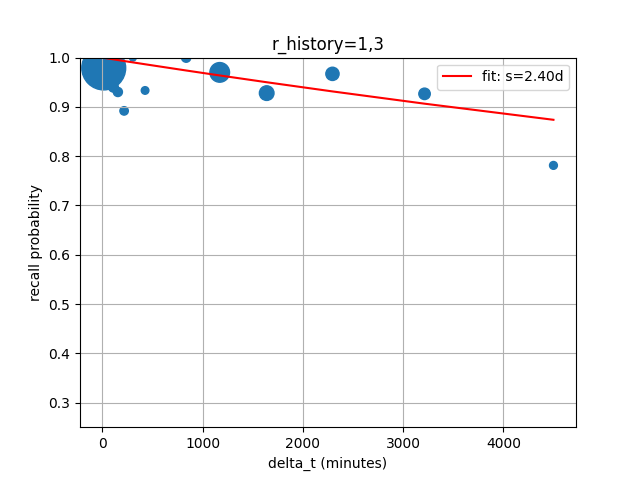 r_history=1,3
fit: s=2.40d
1.0
0.9
0.8
0.7
0.6
0.5
0.4
0.3
recall probability
0 1000 2000 3000 4000
delta_t (minutes)